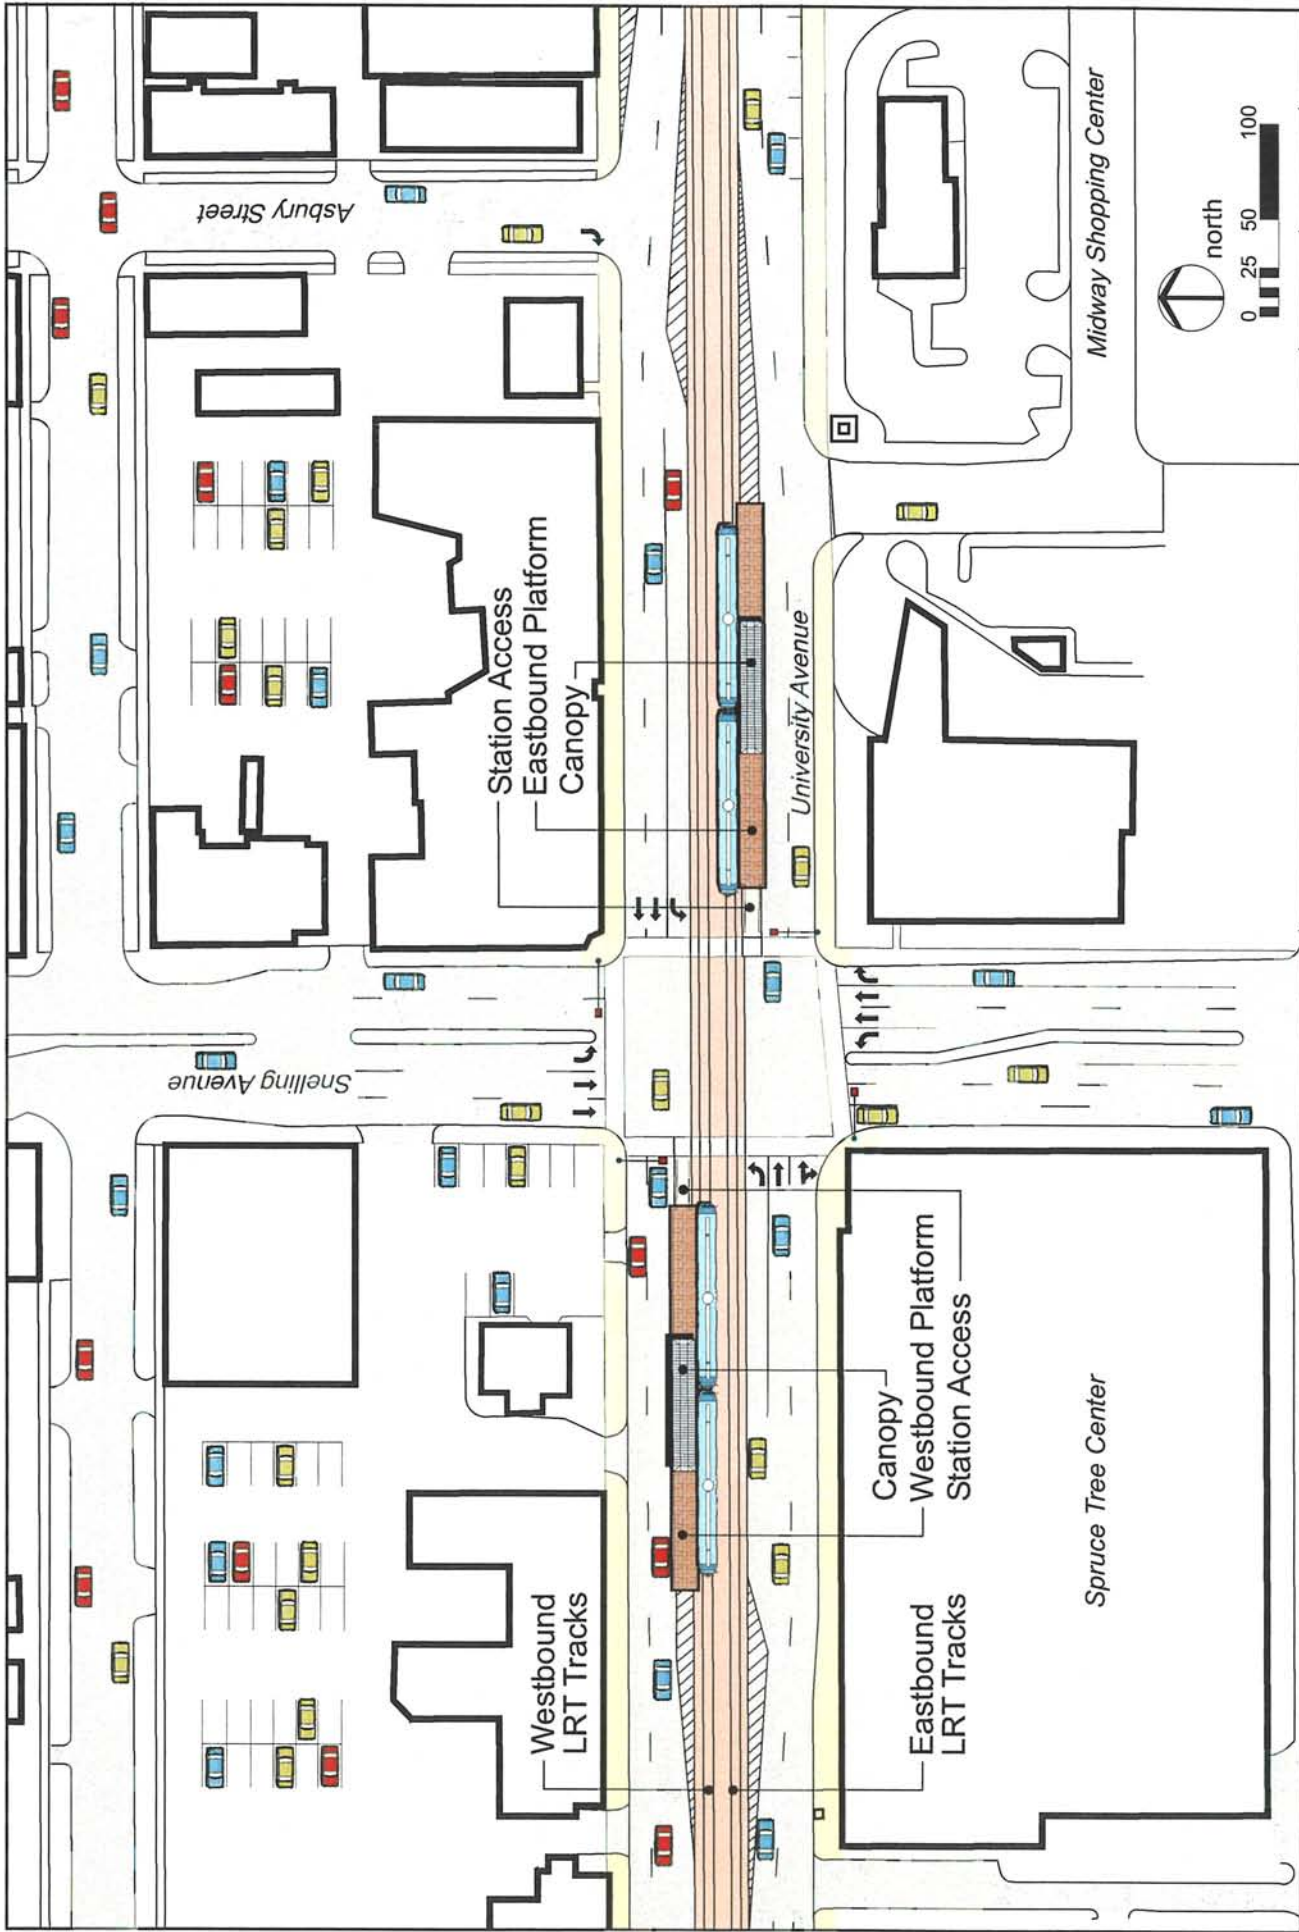 Snelling Avenue
Asbury Street
Station Access
Eastbound Platform
Canopy
Westbound
LRT Tracks
University Avenue
Eastbound
LRT Tracks
Canopy
Westbound Platform
Station Access
Spruce Tree Center
Midway Shopping Center
north
0 25 50 100